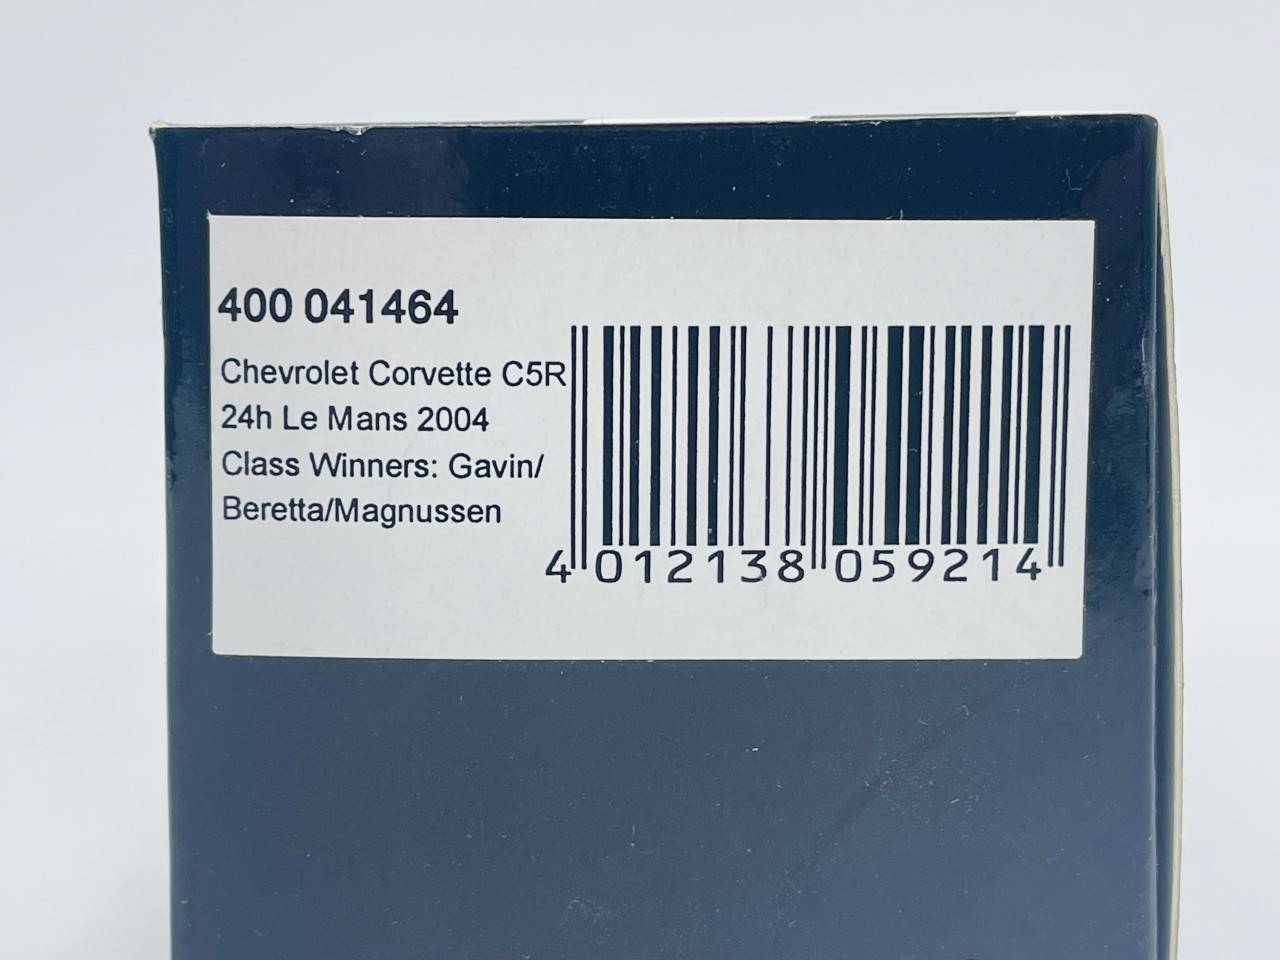 400 041464
Chevrolet Corvette C5R
24h Le Mans 2004
Class Winners: Gavin/
Beretta/Magnussen
4 012138 059214